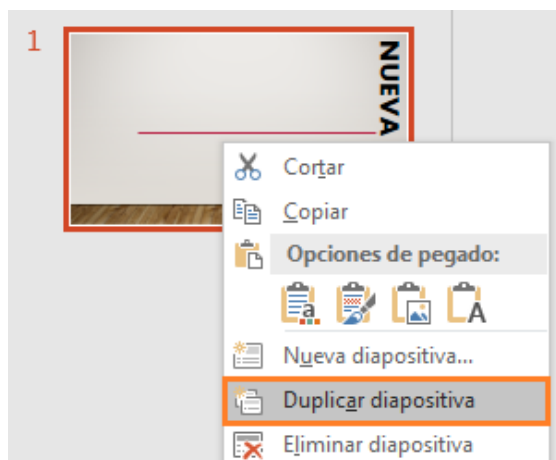 1
NUEVA
Cortar
Copiar
Opciones de pegado:
Nueva diapositiva...
Duplicar diapositiva
Eliminar diapositiva